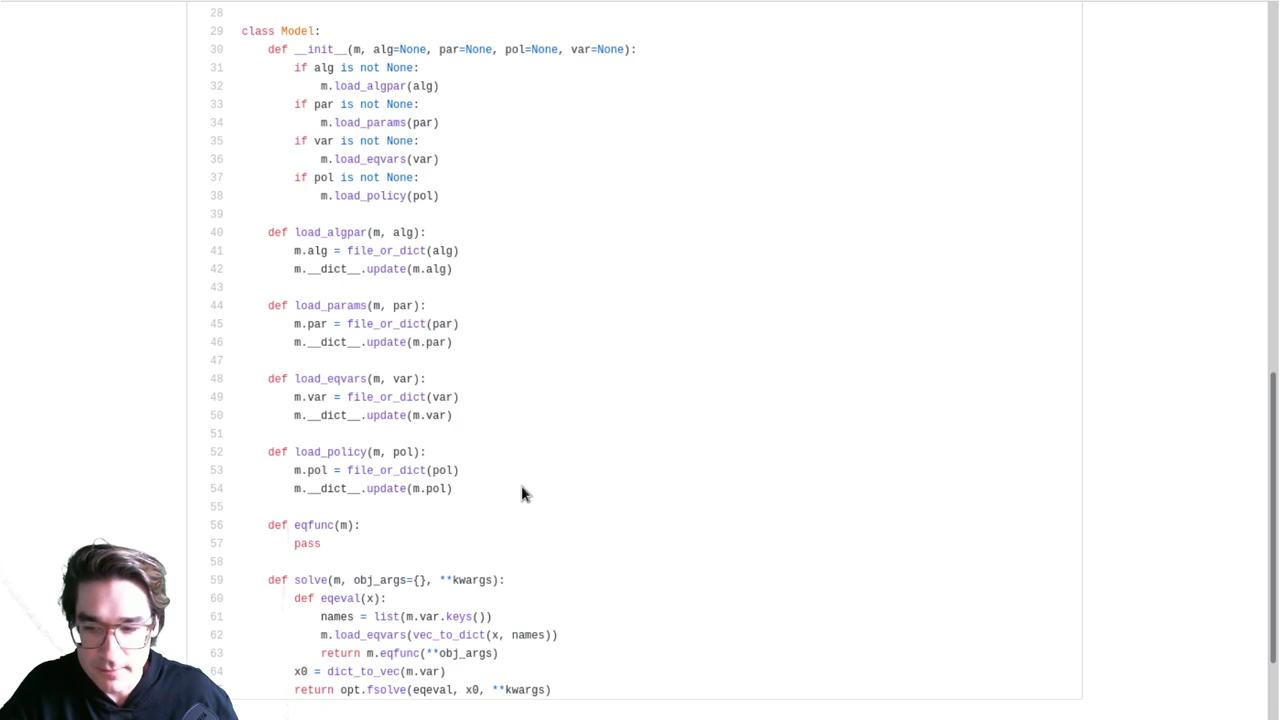 28
29 class Model:
30     def __init__(m, alg=None, par=None, pol=None, var=None):
31         if alg is not None:
32             m.load_algpar(alg)
33         if par is not None:
34             m.load_params(par)
35         if var is not None:
36             m.load_eqvars(var)
37         if pol is not None:
38             m.load_policy(pol)
39
40     def load_algpar(m, alg):
41         m.alg = file_or_dict(alg)
42         m.__dict__.update(m.alg)
43
44     def load_params(m, par):
45         m.par = file_or_dict(par)
46         m.__dict__.update(m.par)
47
48     def load_eqvars(m, var):
49         m.var = file_or_dict(var)
50         m.__dict__.update(m.var)
51
52     def load_policy(m, pol):
53         m.pol = file_or_dict(pol)
54         m.__dict__.update(m.pol)
55
56     def eqfunc(m):
57         pass
58
59     def solve(m, obj_args={}, **kwargs):
60         def eqeval(x):
61             names = list(m.var.keys())
62             m.load_eqvars(vec_to_dict(x, names))
63             return m.eqfunc(**obj_args)
64         x0 = dict_to_vec(m.var)
        return opt.fsolve(eqeval, x0, **kwargs)